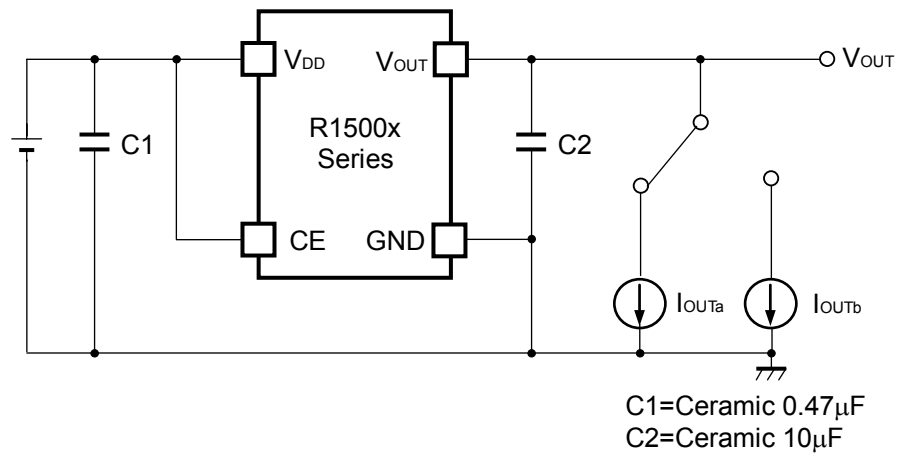 VDD
VOUT
VOUT
R1500x
Series
C1
C2
CE
GND
IOUTa
IOUTb
C1=Ceramic 0.47μF
C2=Ceramic 10μF